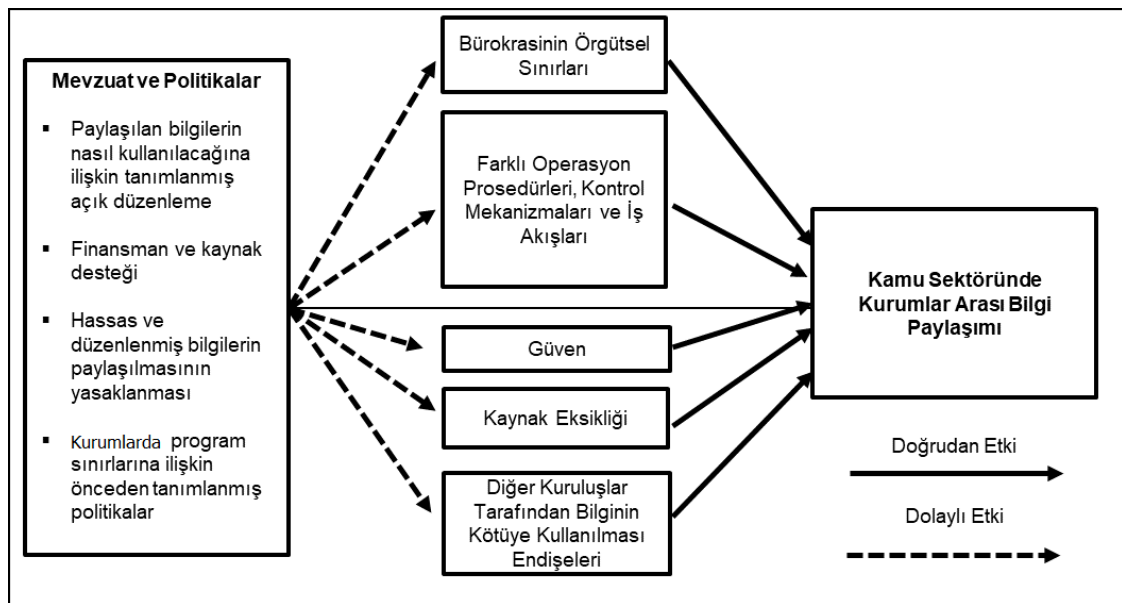 Mevzuat ve Politikalar
▪ Paylaşılan bilgilerin
nasıl kullanılacağına
ilişkin tanımlanmış
açık düzenleme
▪ Finansman ve kaynak
desteği
▪ Hassas ve
düzenlenmiş bilgilerin
paylaşılmasının
yasaklanması
▪ Kurumlarda program
sınırlarına ilişkin
önceden tanımlanmış
politikalar
Bürokrasinin Örgütsel
Sınırları
Farklı Operasyon
Prosedürleri, Kontrol
Mekanizmaları ve İş
Akışları
Güven
Kaynak Eksikliği
Diğer Kuruluşlar
Tarafından Bilginin
Kötüye Kullanılması
Endişeleri
Kamu Sektöründe
Kurumlar Arası Bilgi
Paylaşımı
Doğrudan Etki
Dolaylı Etki